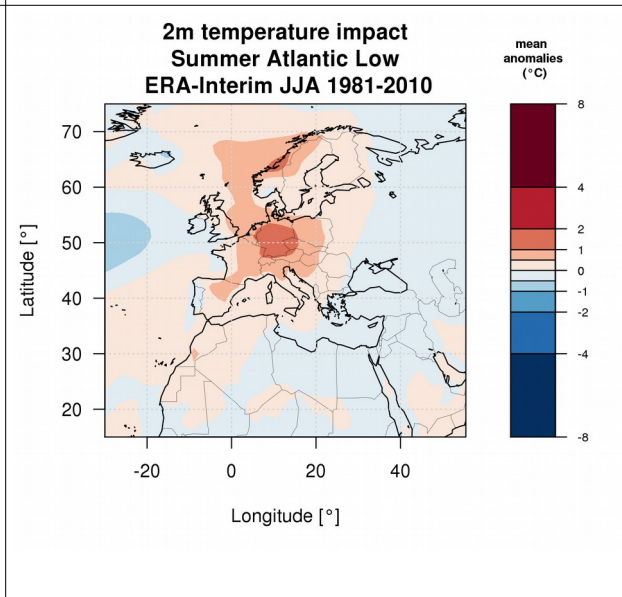 2m temperature impact
Summer Atlantic Low
ERA-Interim JJA 1981-2010
mean
anomalies
(°C)
8
4
2
1
0
-1
-2
-4
-8
70
60
50
40
30
20
Latitude [°]
-20 0 20 40
Longitude [°]